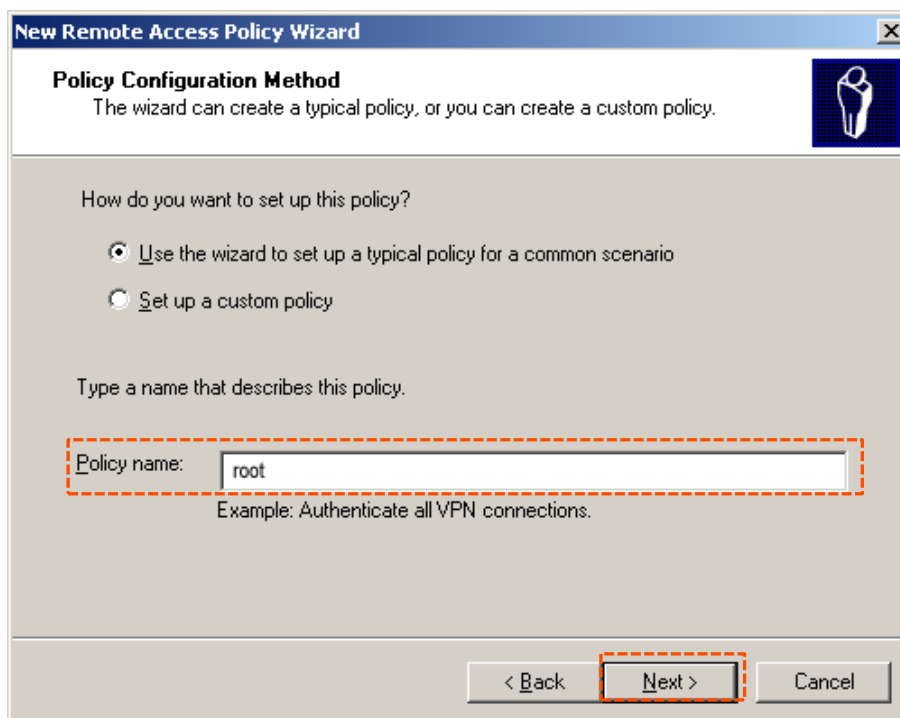 New Remote Access Policy Wizard
Policy Configuration Method
The wizard can create a typical policy, or you can create a custom policy.
How do you want to set up this policy?
Use the wizard to set up a typical policy for a common scenario
Set up a custom policy
Type a name that describes this policy.
Policy name: root
Example: Authenticate all VPN connections.
< Back Next > Cancel